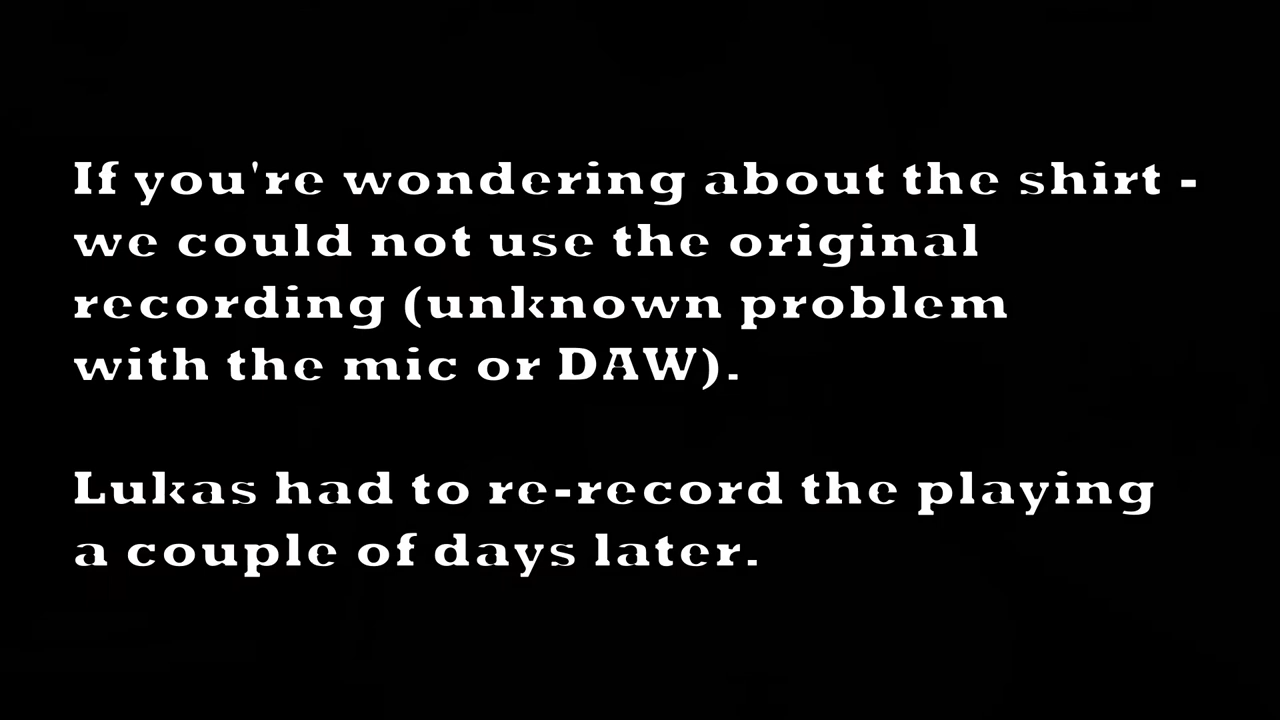 If you're wondering about the shirt -
we could not use the original
recording (unknown problem
with the mic or DAW).
Lukas had to re-record the playing
a couple of days later.